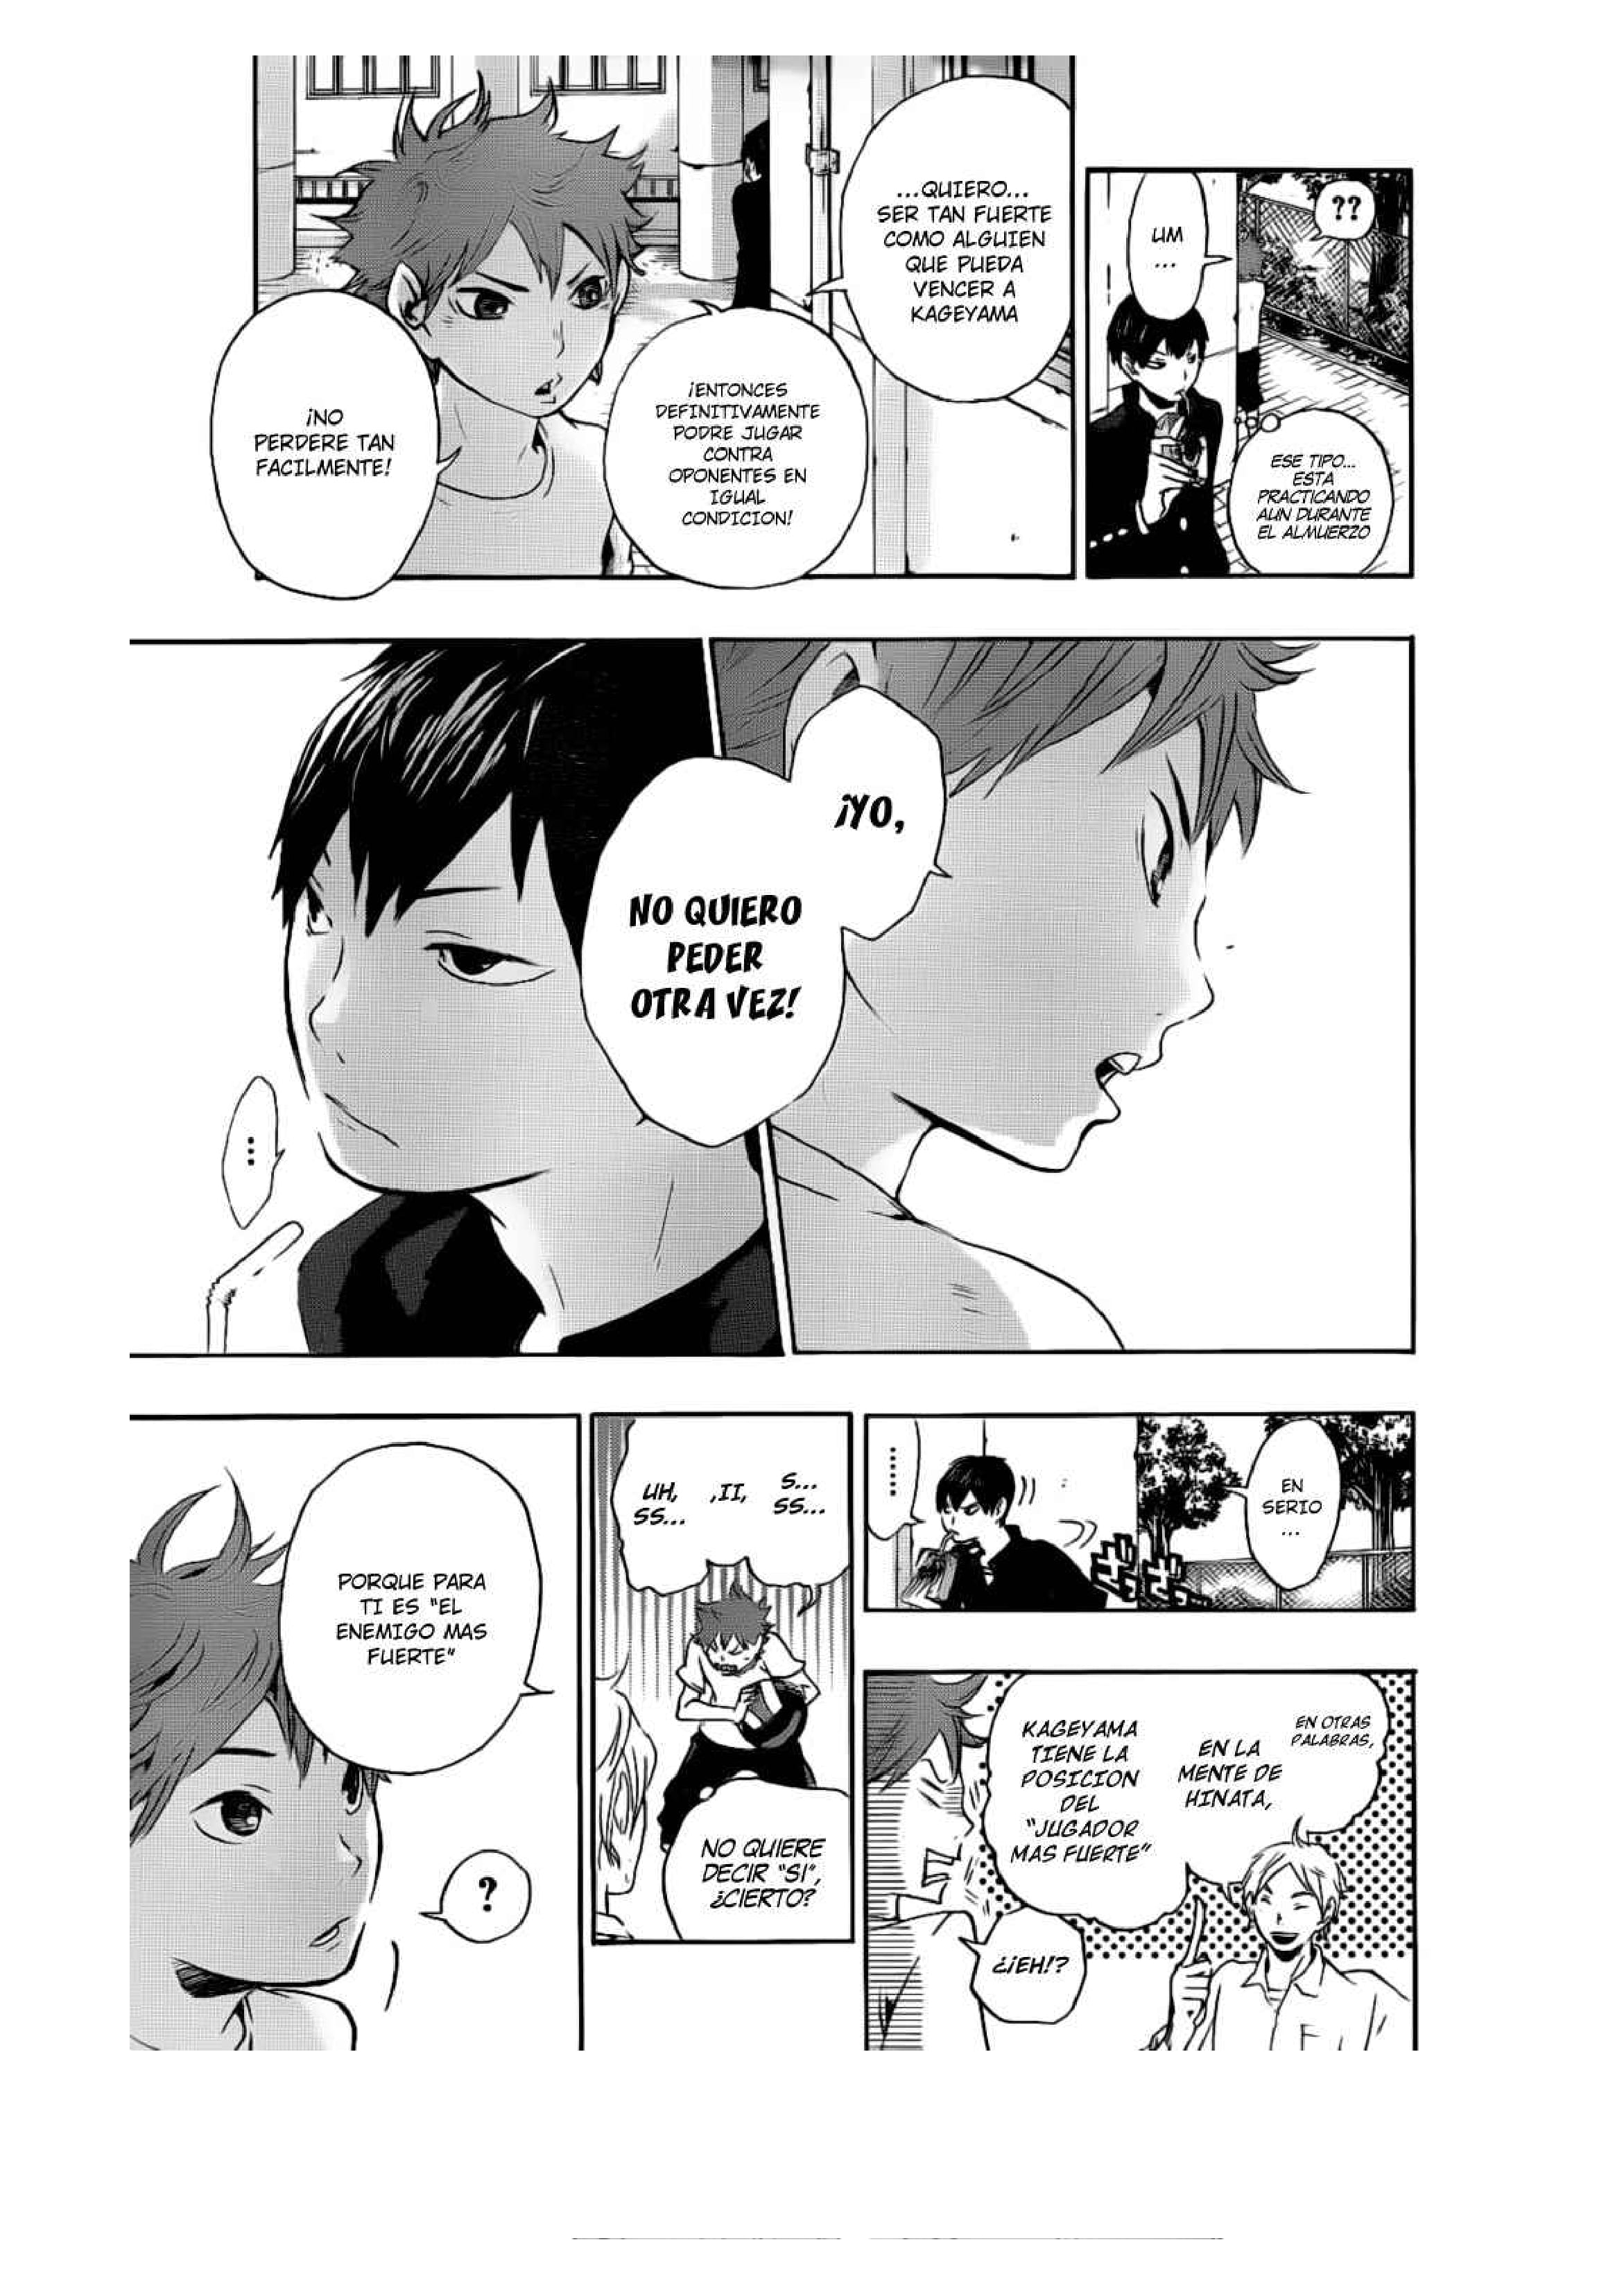 ??
UM
...
ESE TIPO...
ESTA
PRACTICANDO
AUN DURANTE
EL ALMUERZO
...QUIERO...
SER TAN FUERTE
COMO ALGUIEN
QUE PUEDA
VENCER A
KAGEYAMA
¡ENTONCES
DEFINITIVAMENTE
PODRE JUGAR
CONTRA
OPONENTES EN
IGUAL
CONDICION!
¡NO
PERDERE TAN
FACILMENTE!
¡YO,
NO QUIERO
PEDER
OTRA VEZ!
...
EN
SERIO
...
......
EN OTRAS
PALABRAS,
EN LA
MENTE DE
HINATA,
KAGEYAMA
TIENE LA
POSICION
DEL
"JUGADOR
MAS FUERTE"
¿¡EH!?
S...
SS...
,II,
UH,
SS...
NO QUIERE
DECIR "SI",
¿CIERTO?
PORQUE PARA
TI ES "EL
ENEMIGO MAS
FUERTE"
?